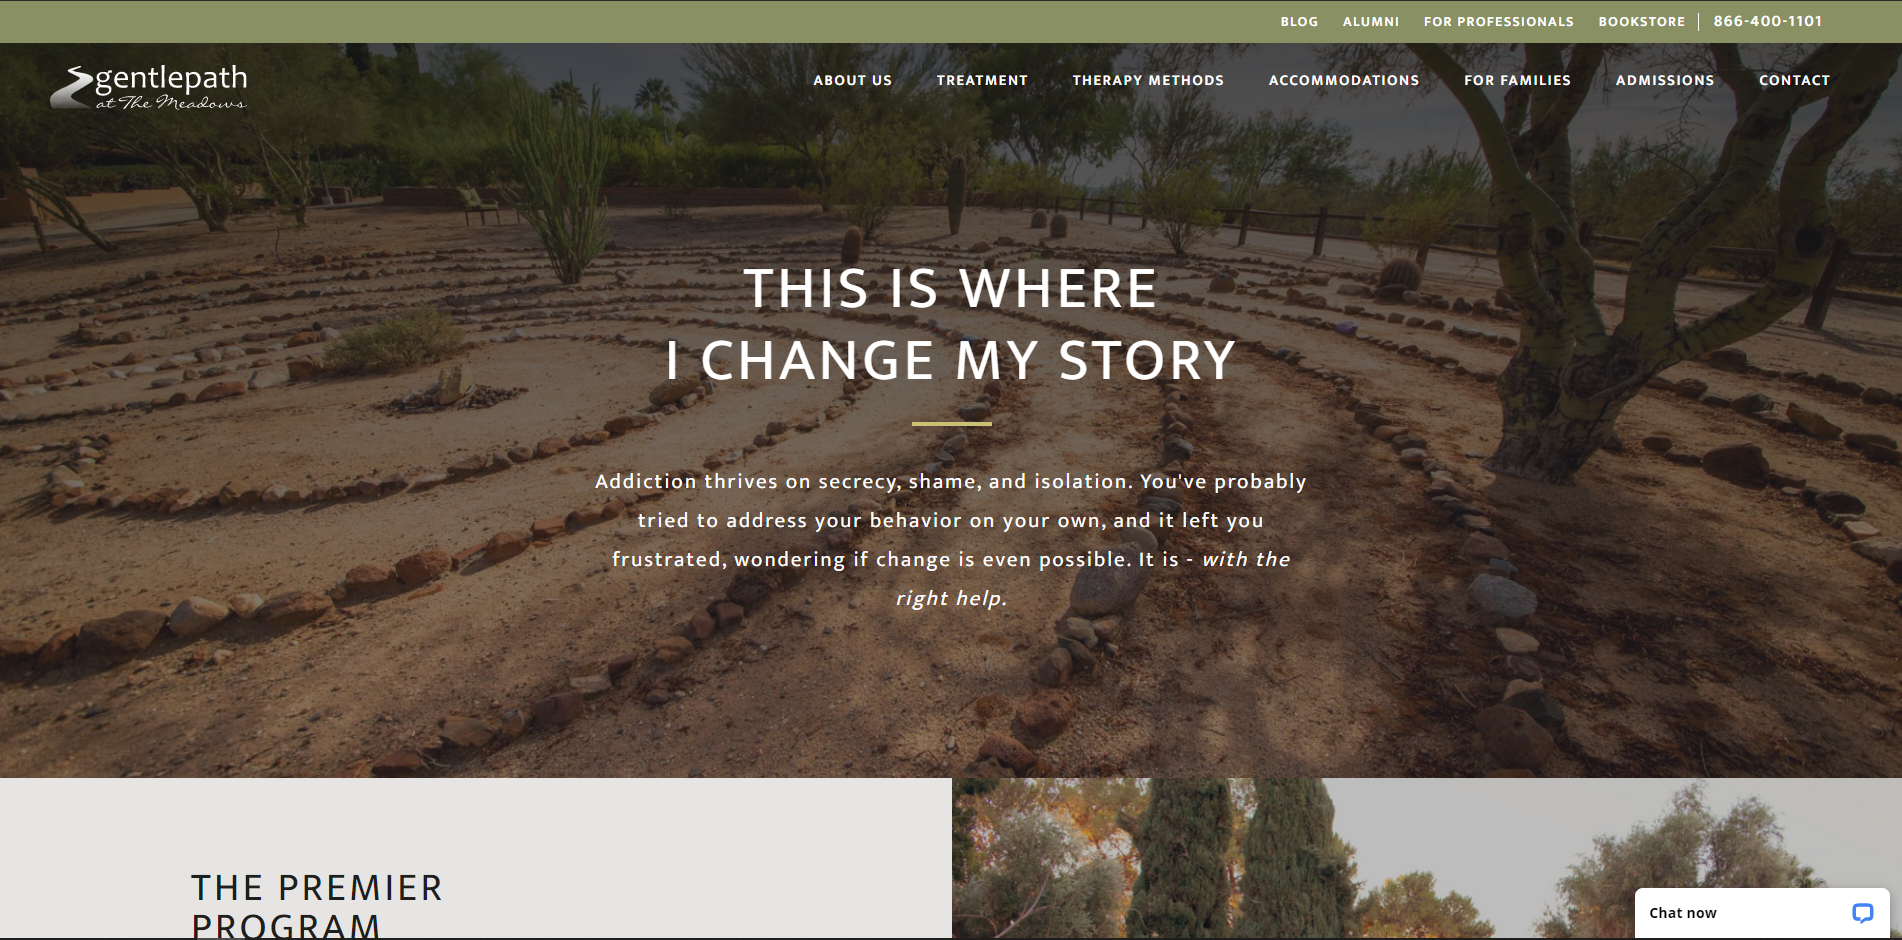 BLOG ALUMNI FOR PROFESSIONALS BOOKSTORE 866-400-1101
gentlepath
at The Meadows
ABOUT US TREATMENT THERAPY METHODS ACCOMMODATIONS FOR FAMILIES ADMISSIONS CONTACT
THIS IS WHERE
I CHANGE MY STORY
Addiction thrives on secrecy, shame, and isolation. You've probably
tried to address your behavior on your own, and it left you
frustrated, wondering if change is even possible. It is - with the
right help.
THE PREMIER
PROGRAM
Chat now